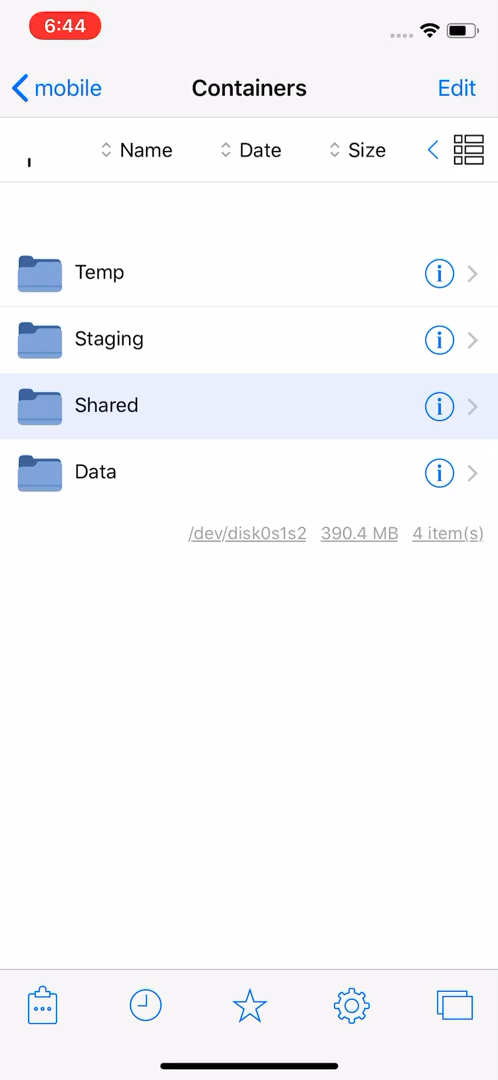 6:44
mobile
Containers
Edit
Name
Date
Size
Temp
Staging
Shared
Data
/dev/disk0s1s2 390.4 MB 4 item(s)